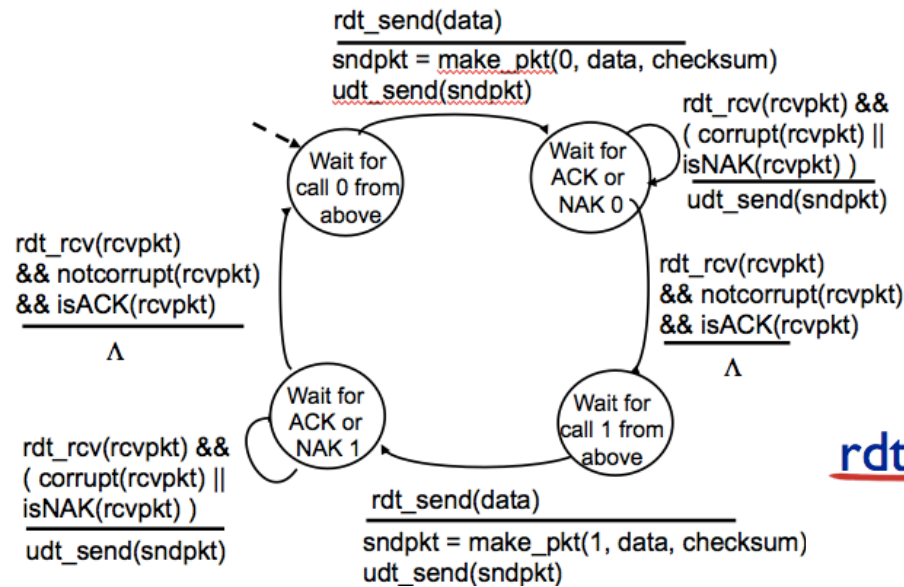 rdt_send(data)
sndpkt = make_pkt(0, data, checksum)
udt_send(sndpkt)
rdt_rcv(rcvpkt) &&
( corrupt(rcvpkt) ||
isNAK(rcvpkt) )
udt_send(sndpkt)
Wait for
call 0 from
above
Wait for
ACK or
NAK 0
rdt_rcv(rcvpkt)
&& notcorrupt(rcvpkt)
&& isACK(rcvpkt)
Λ
rdt_rcv(rcvpkt)
&& notcorrupt(rcvpkt)
&& isACK(rcvpkt)
Λ
Wait for
ACK or
NAK 1
Wait for
call 1 from
above
rdt_rcv(rcvpkt) &&
( corrupt(rcvpkt) ||
isNAK(rcvpkt) )
udt_send(sndpkt)
rdt_send(data)
sndpkt = make_pkt(1, data, checksum)
udt_send(sndpkt)
rdt